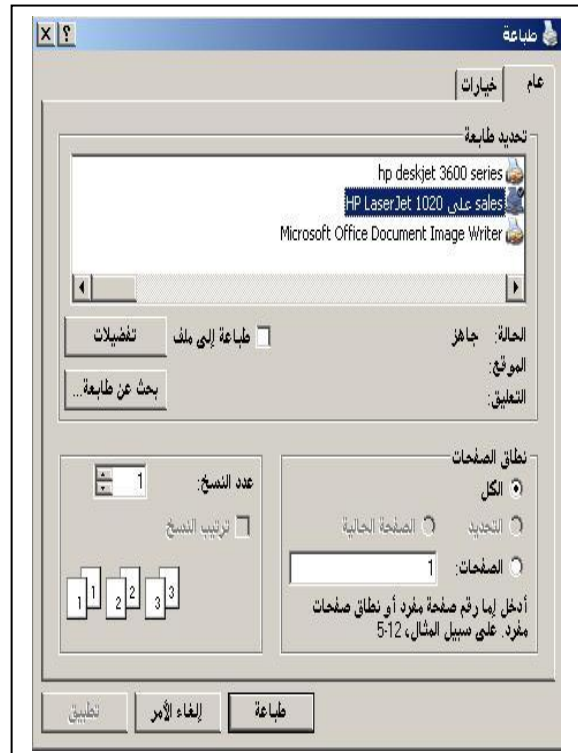 طباعة
عام
خيارات
تحديد طابعة
hp deskjet 3600 series
HP LaserJet 1020 على sales
Microsoft Office Document Image Writer
الحالة: جاهز
طباعة إلى ملف
تفضيلات
الموقع:
التعليق:
بحث عن طابعة...
نطاق الصفحات
الكل
التحديد
الصفحة الحالية
الصفحات: 1
أدخل إما رقم صفحة مفرد أو نطاق صفحات
مفرد. على سبيل المثال، 12-5
عدد النسخ: 1
ترتيب النسخ
1 1 2 2 3 3
طباعة
إلغاء الأمر
تطبيق